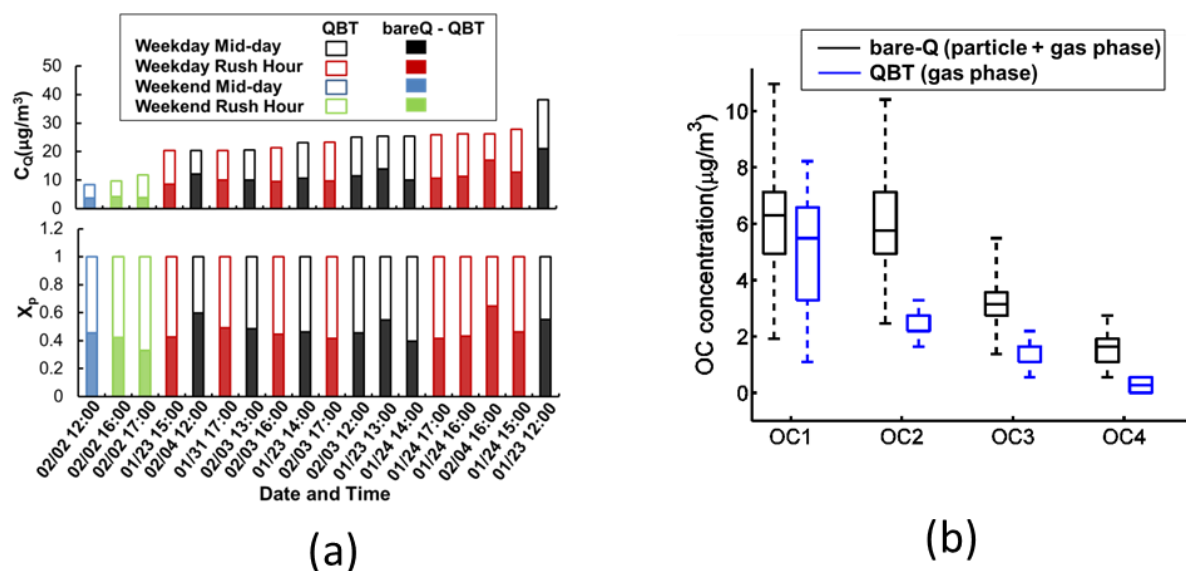 QBT bareQ - QBT
Weekday Mid-day
Weekday Rush Hour
Weekend Mid-day
Weekend Rush Hour
50
40
30
20
10
0
CQ(μg/m³)
1.2
1
0.8
0.6
0.4
0.2
0
Xp
02/02 12:00
02/02 16:00
02/02 17:00
01/23 15:00
02/04 12:00
01/31 17:00
02/03 13:00
02/03 16:00
01/23 14:00
02/03 17:00
02/03 12:00
01/23 13:00
01/24 14:00
01/24 17:00
01/24 16:00
02/04 16:00
01/24 15:00
01/23 12:00
Date and Time
(a)
bare-Q (particle + gas phase)
QBT (gas phase)
10
8
6
4
2
0
OC concentration(μg/m³)
OC1 OC2 OC3 OC4
(b)